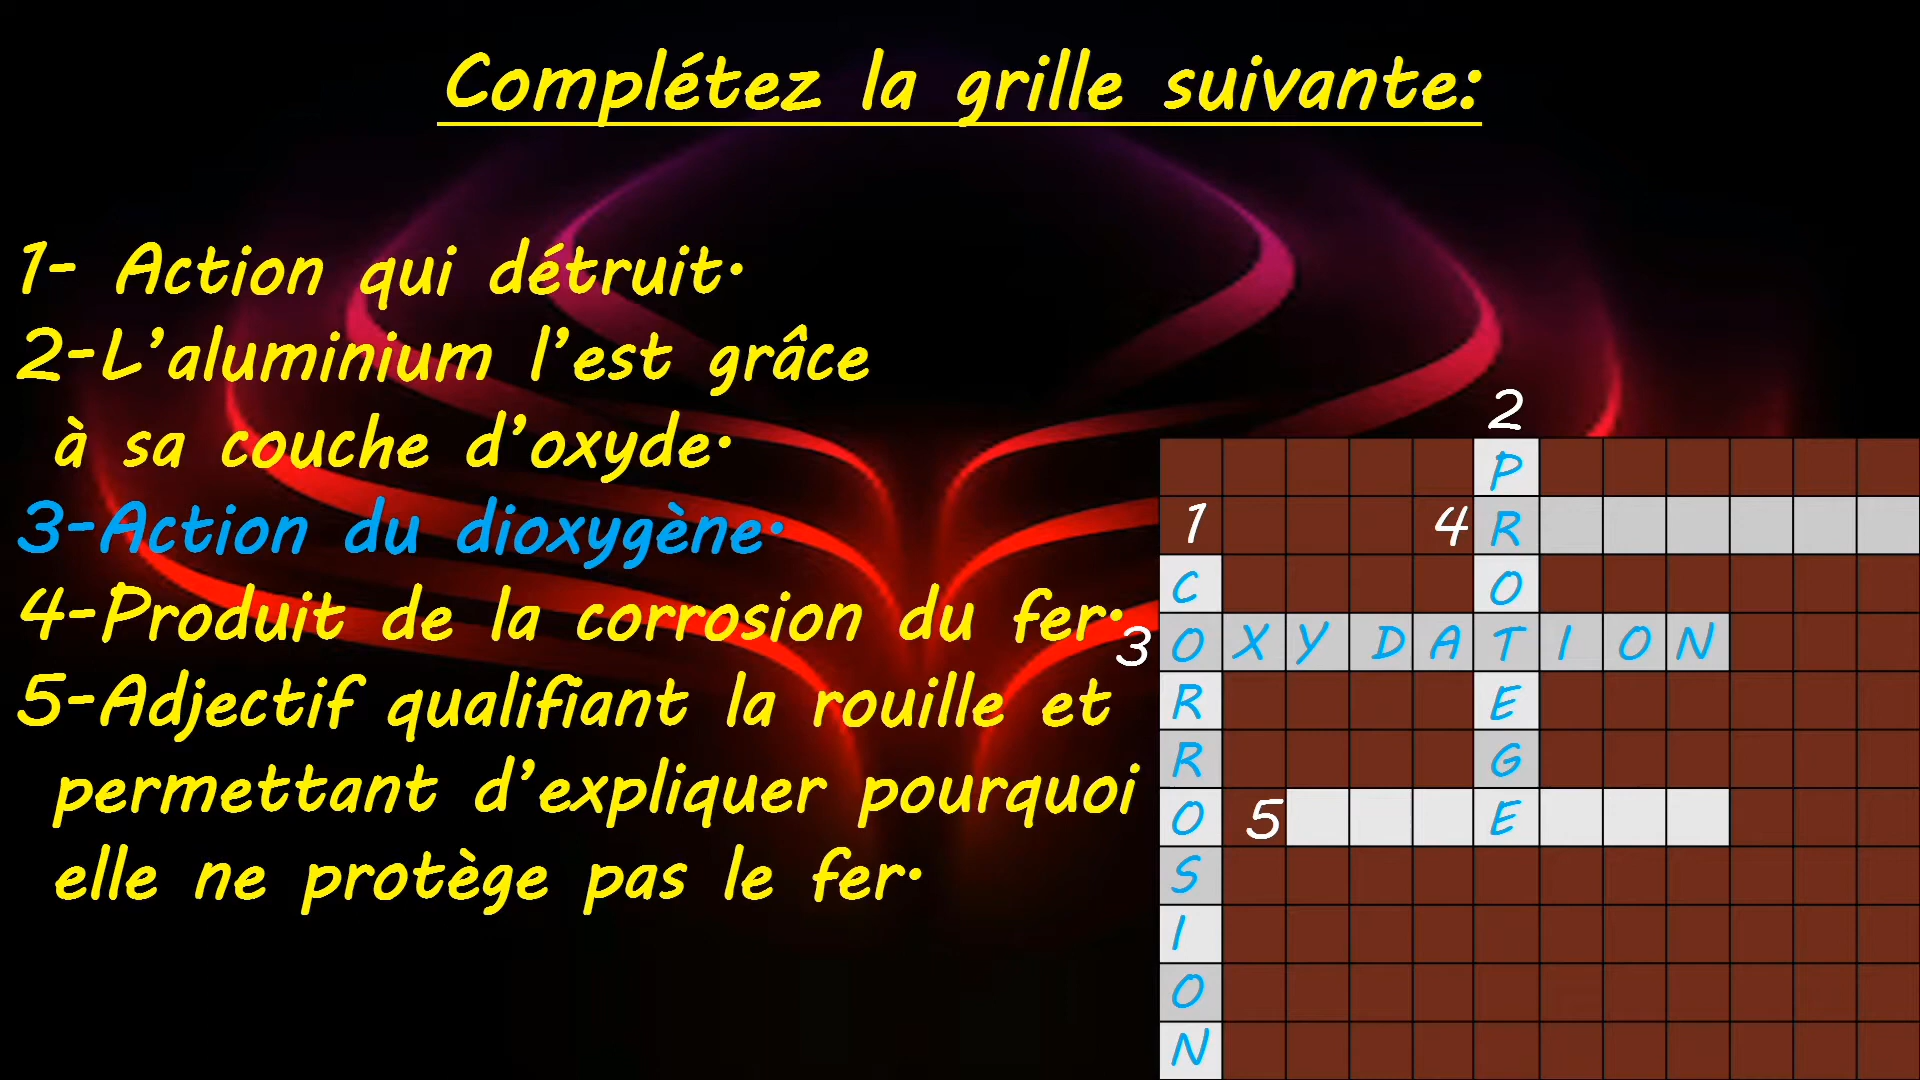 Complétez la grille suivante:
1- Action qui détruit.
2-L'aluminium l'est grâce
à sa couche d'oxyde.
3-Action du dioxygène.
4-Produit de la corrosion du fer.
5-Adjectif qualifiant la rouille et
permettant d'expliquer pourquoi
elle ne protège pas le fer.
2
P
1 4 R
C O
3 O X Y D A T I O N
R E
R G
O 5 E
S
I
O
N